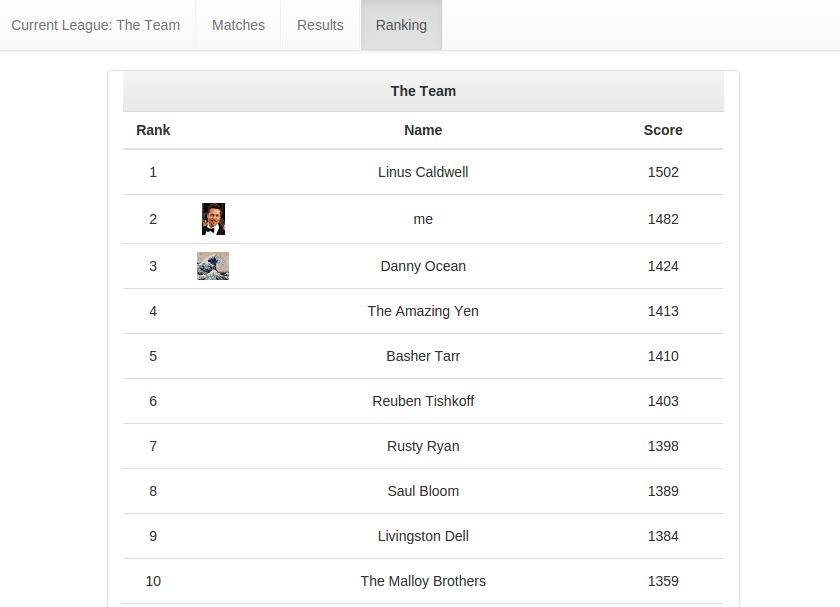 Current League: The Team Matches Results Ranking
The Team
Rank Name Score
1 Linus Caldwell 1502
2 me 1482
3 Danny Ocean 1424
4 The Amazing Yen 1413
5 Basher Tarr 1410
6 Reuben Tishkoff 1403
7 Rusty Ryan 1398
8 Saul Bloom 1389
9 Livingston Dell 1384
10 The Malloy Brothers 1359